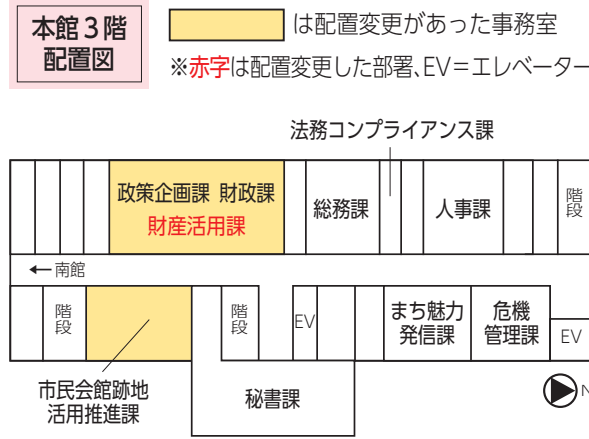 本館３階
配置図
は配置変更があった事務室
※赤字は配置変更した部署、EV＝エレベーター
法務コンプライアンス課
政策企画課 財政課
財産活用課
総務課
人事課
階段
←南館
階段
階段
EV
まち魅力
発信課
危機
管理課
EV
市民会館跡地
活用推進課
秘書課
N